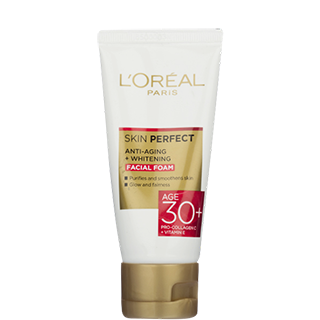 L'ORÉAL
PARIS
SKIN PERFECT
ANTI-AGING
+ WHITENING
FACIAL FOAM
Purifies and smoothens skin
Glow and fairness
AGE
30+
PRO-COLLAGEN E
+ VITAMIN E